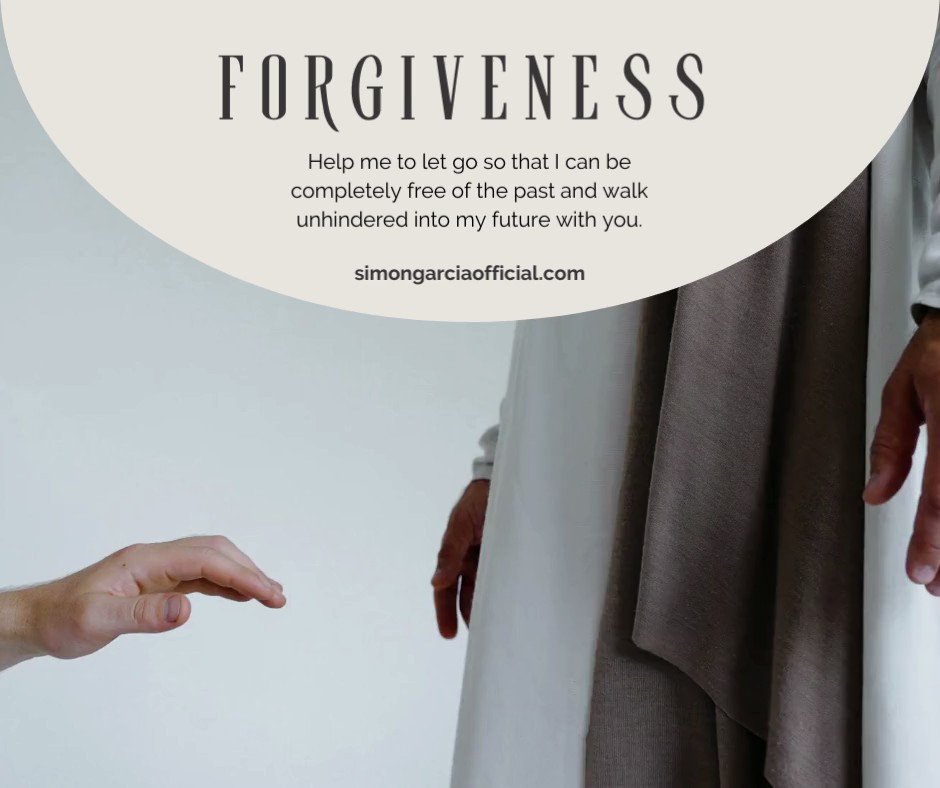 FORGIVENESS
Help me to let go so that I can be
completely free of the past and walk
unhindered into my future with you.
simongarciaofficial.com